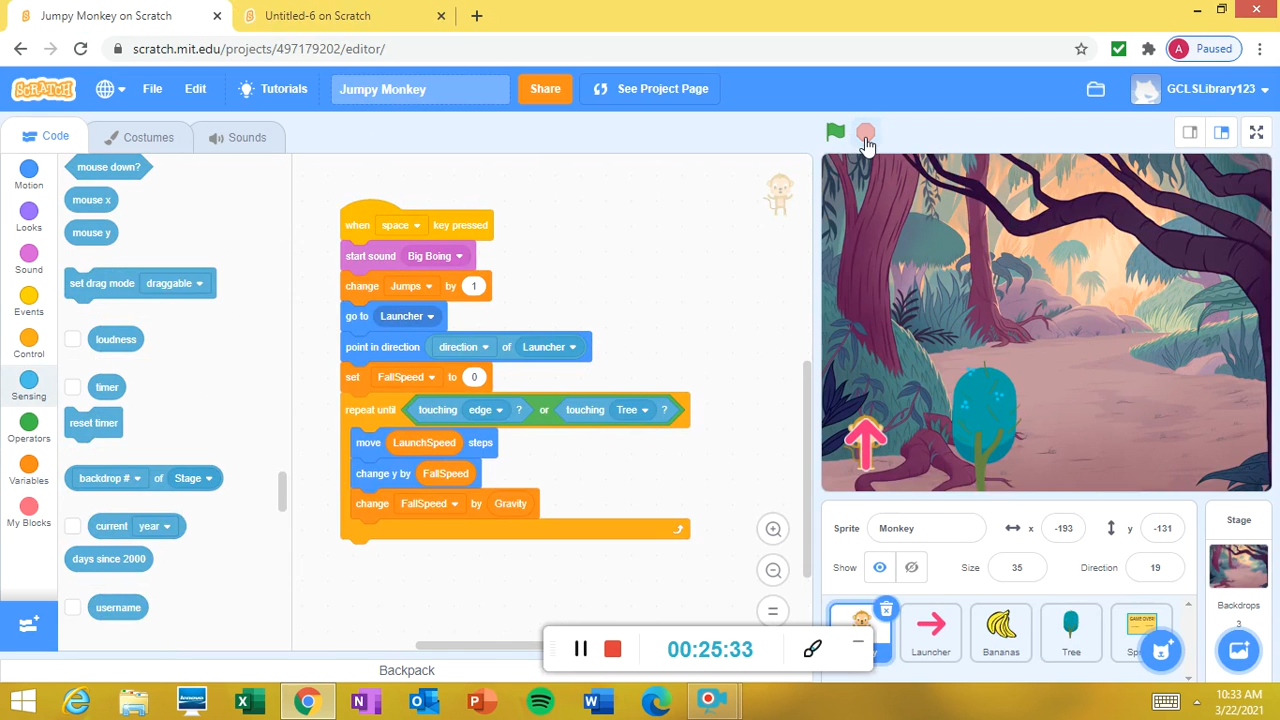 Jumpy Monkey on Scratch
Untitled-6 on Scratch
scratch.mit.edu/projects/497179202/editor/
A Paused
SCRATCH
File
Edit
Tutorials
Jumpy Monkey
Share
See Project Page
GCLSLibrary123
Code
Costumes
Sounds
Motion
Looks
Sound
Events
Control
Sensing
Operators
Variables
My Blocks
mouse down?
mouse x
mouse y
set drag mode draggable
loudness
timer
reset timer
backdrop # of Stage
current year
days since 2000
username
when space key pressed
start sound Big Boing
change Jumps by 1
go to Launcher
point in direction direction of Launcher
set FallSpeed to 0
repeat until touching edge ? or touching Tree ?
move LaunchSpeed steps
change y by FallSpeed
change FallSpeed by Gravity
Backpack
Sprite Monkey x -193 y -131
Show Size 35 Direction 19
Launcher
Bananas
Tree
GAME OVER
Stage
Backdrops
3
00:25:33
10:33 AM
3/22/2021